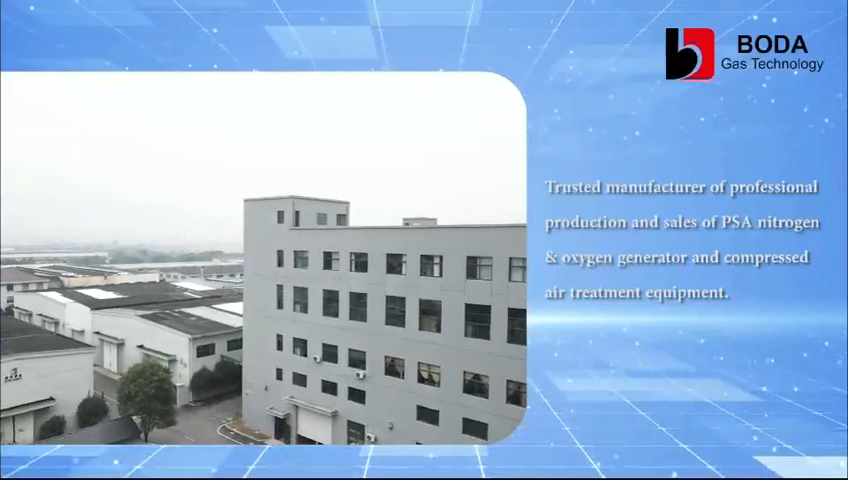 BODA
Gas Technology
Trusted manufacturer of professional
production and sales of PSA nitrogen
& oxygen generator and compressed
air treatment equipment.